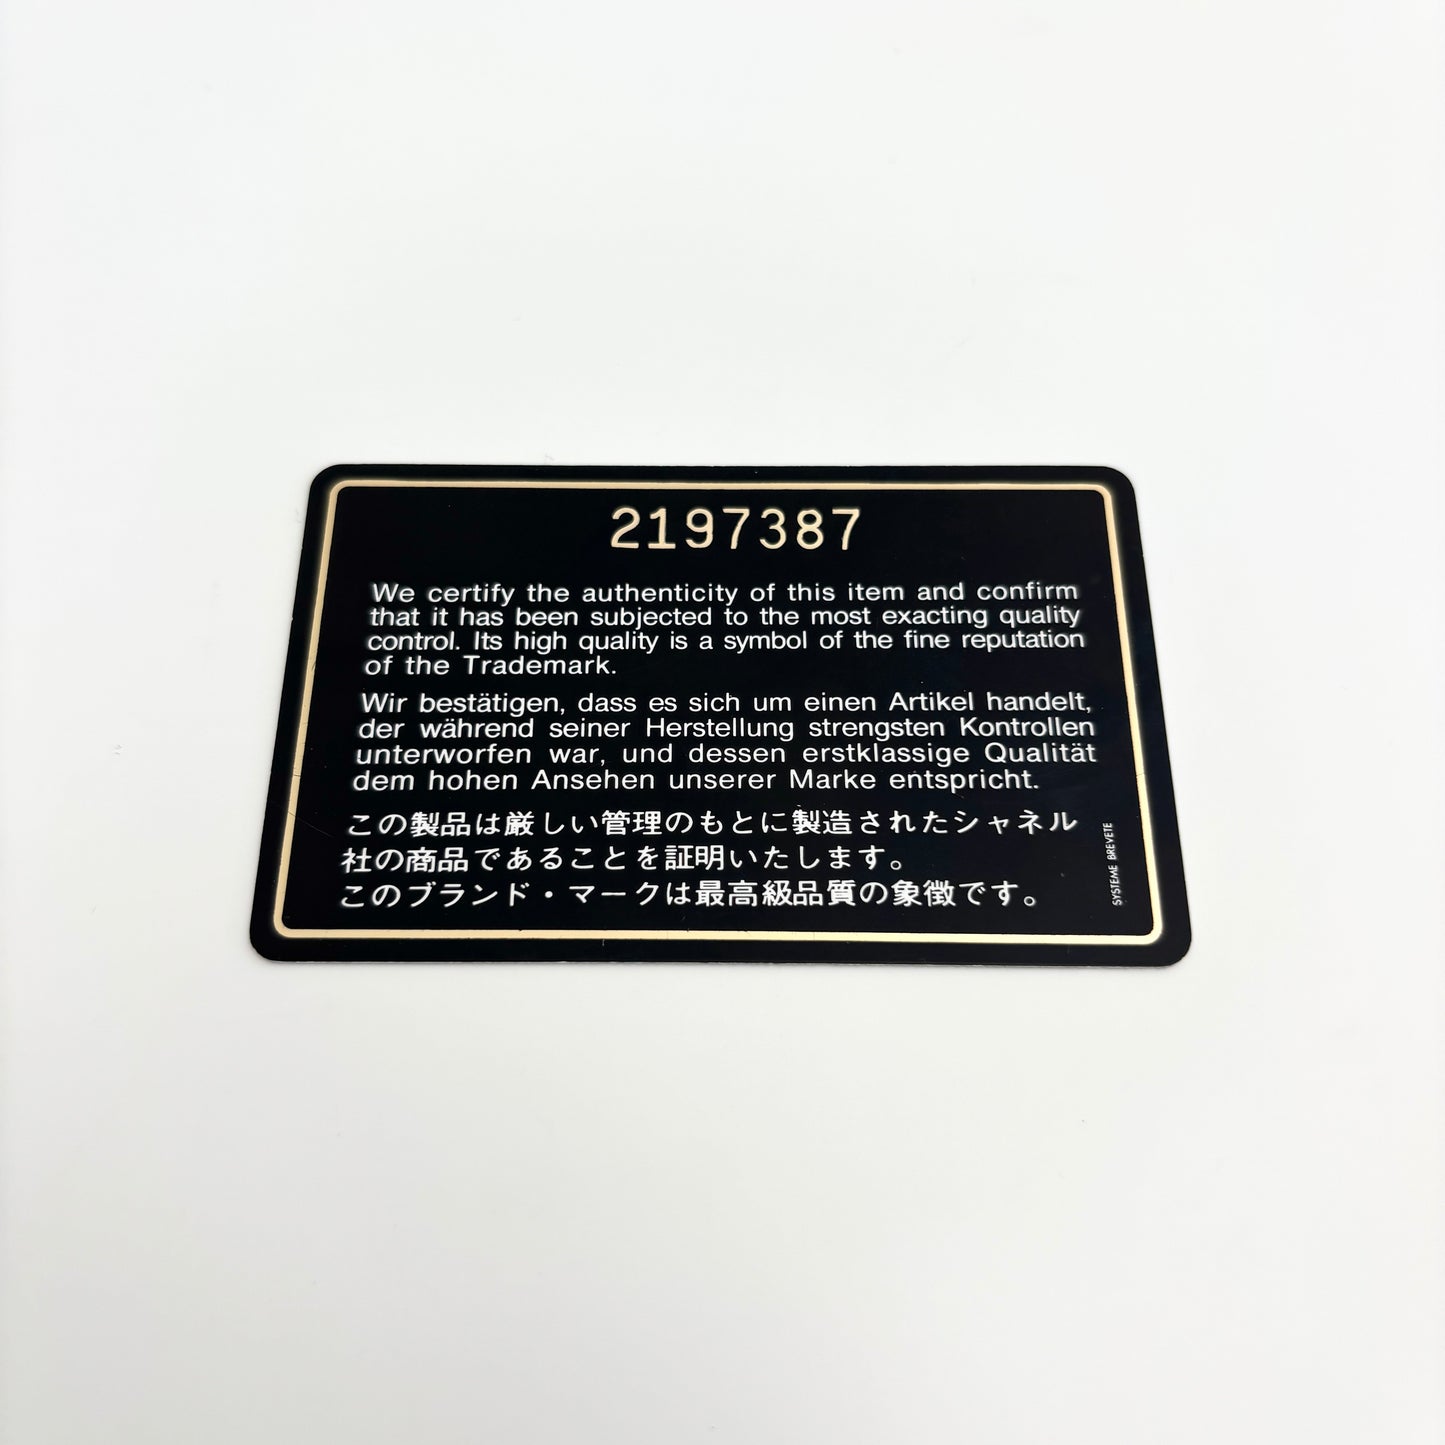 2197387
We certify the authenticity of this item and confirm
that it has been subjected to the most exacting quality
control. Its high quality is a symbol of the fine reputation
of the Trademark.
Wir bestätigen, dass es sich um einen Artikel handelt,
der während seiner Herstellung strengsten Kontrollen
unterworfen war, und dessen erstklassige Qualität
dem hohen Ansehen unserer Marke entspricht.
この製品は厳しい管理のもとに製造されたシャネル
社の商品であることを証明いたします。
このブランド・マークは最高級品質の象徴です。
SYSTEME BREVETE